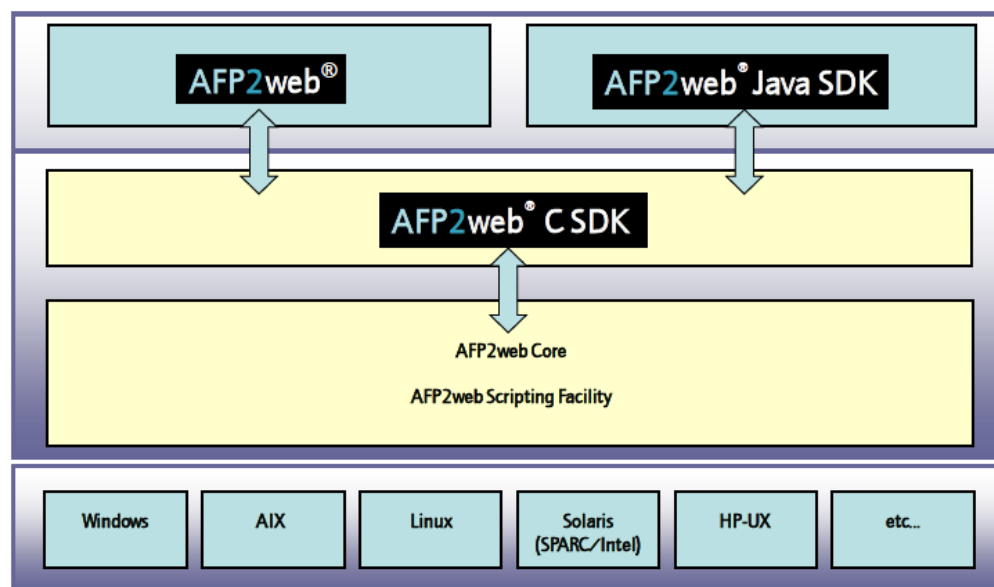 AFP2web®
AFP2web® Java SDK
AFP2web® C SDK
AFP2web Core
AFP2web Scripting Facility
Windows
AIX
Linux
Solaris
(SPARC/Intel)
HP-UX
etc...